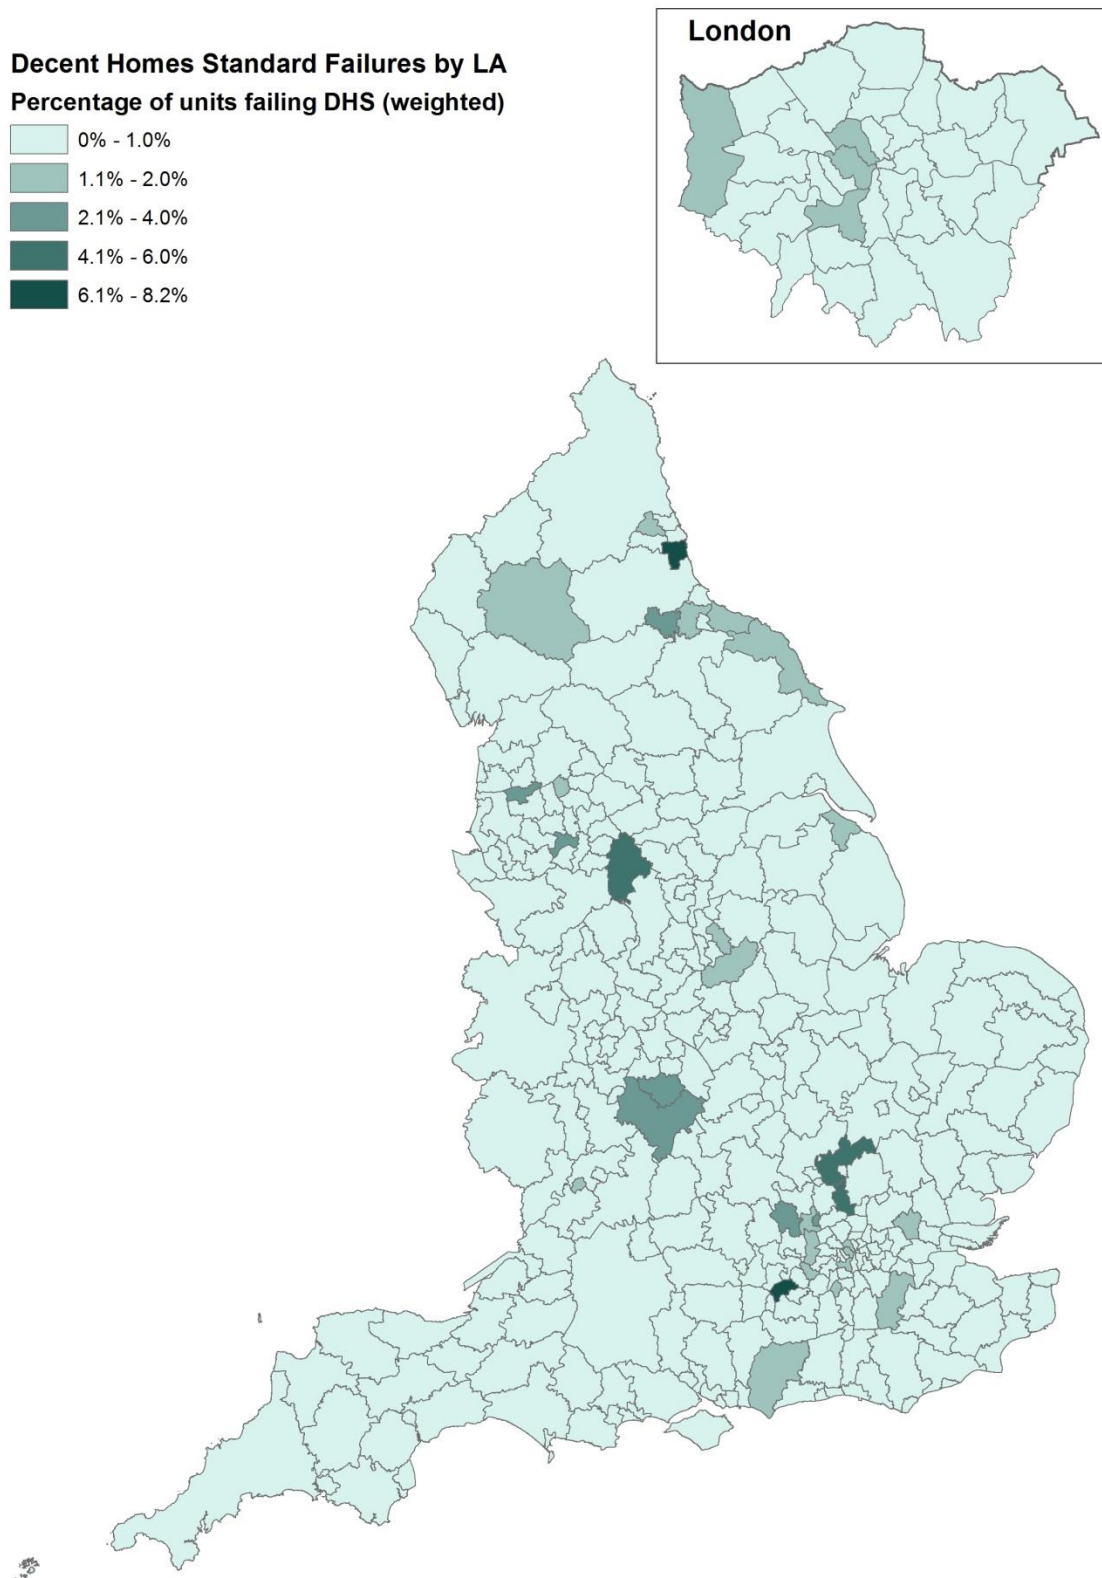 Decent Homes Standard Failures by LA
Percentage of units failing DHS (weighted)
0% - 1.0%
1.1% - 2.0%
2.1% - 4.0%
4.1% - 6.0%
6.1% - 8.2%
London